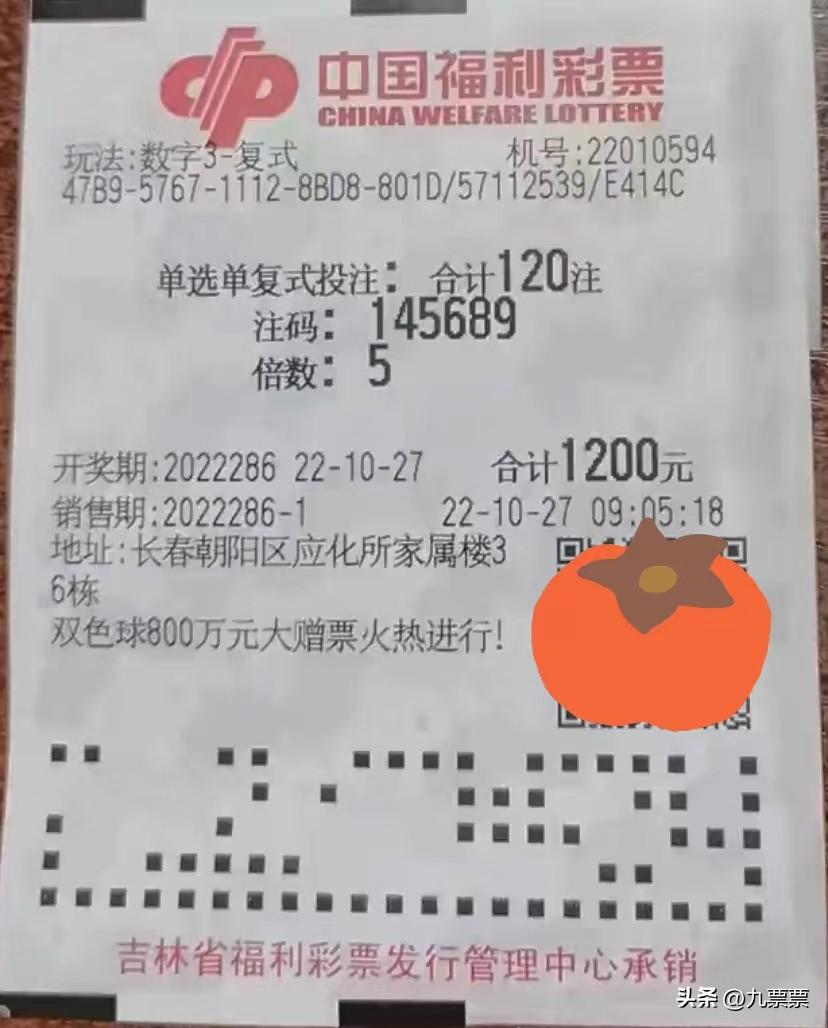 中国福利彩票
CHINA WELFARE LOTTERY
玩法:数字3-复式 机号:22010594
47B9-5767-1112-8BD8-801D/57112539/E414C
单选单复式投注: 合计120注
注码: 145689
倍数: 5
开奖期:2022286 22-10-27 合计1200元
销售期:2022286-1 22-10-27 09:05:18
地址:长春朝阳区应化所家属楼3
6栋
双色球800万元大赠票火热进行!
吉林省福利彩票发行管理中心承销
头条 @九票票